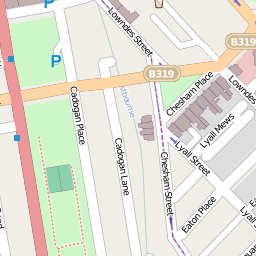 P
Lowndes Street
P
B319
B319
Cadogan Place
Chesham Place
Lowndes
Cadogan Lane
Lyall Mews
Lyall Street
Chesham Street
Eaton Place